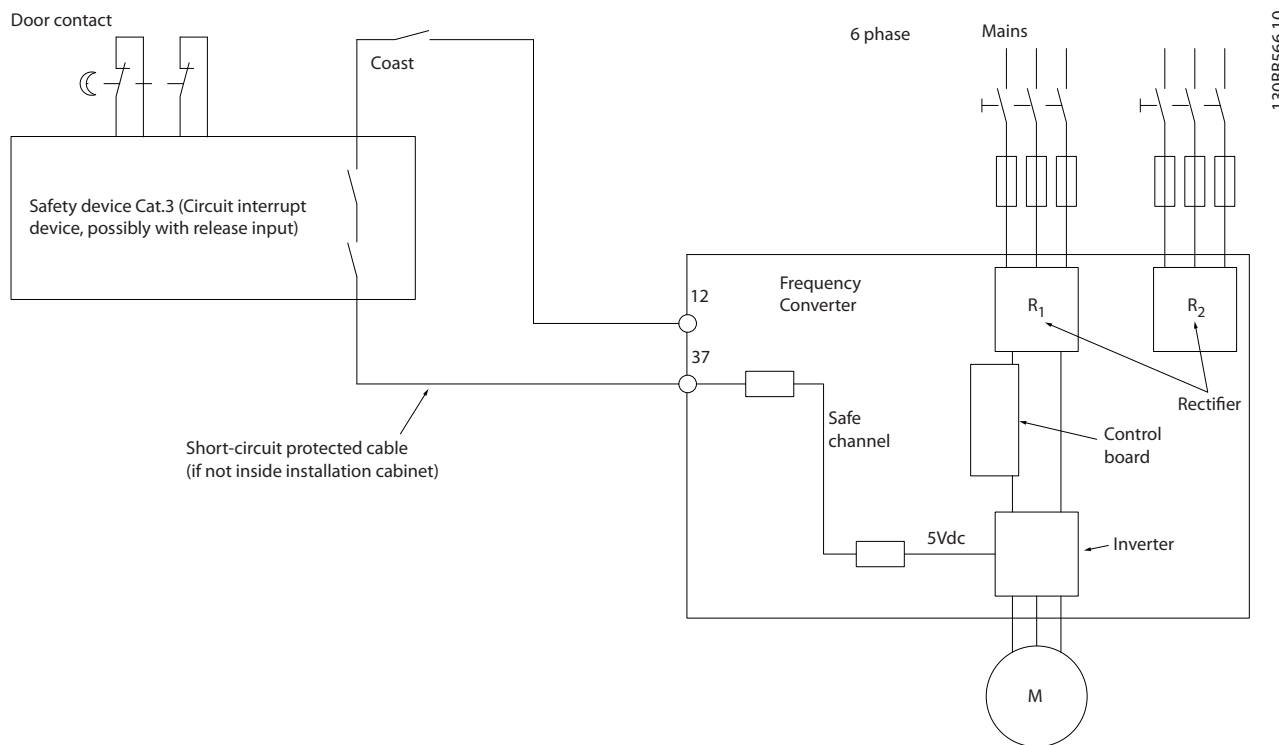 Door contact
Coast
6 phase
Mains
130BB566.10
Safety device Cat.3 (Circuit interrupt
device, possibly with release input)
12
37
Frequency
Converter
R1
R2
Rectifier
Safe
channel
Control
board
Short-circuit protected cable
(if not inside installation cabinet)
5Vdc
Inverter
M